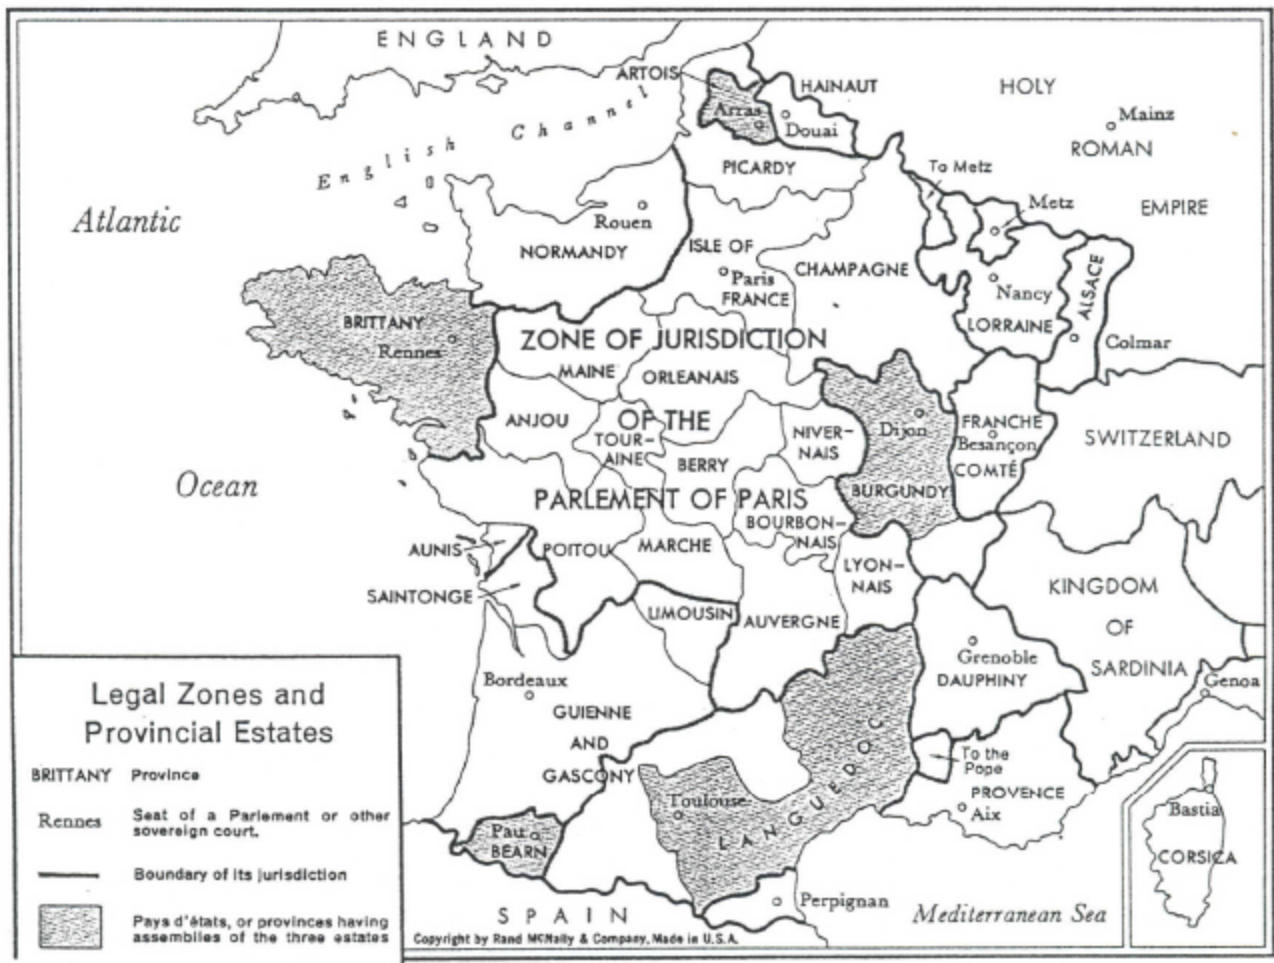 ENGLAND
ARTOIS
HAINAUT
HOLY
English Channel
Arras
Douai
Mainz
ROMAN
PICARDY
To Metz
Metz
EMPIRE
Atlantic
Rouen
NORMANDY
ISLE OF
Paris
FRANCE
CHAMPAGNE
ALSACE
Nancy
LORRAINE
BRITTANY
Rennes
ZONE OF JURISDICTION
Colmar
MAINE
ORLEANAIS
ANJOU
OF THE
TOUR-
AINE
BERRY
NIVER-
NAIS
Dijon
FRANCHE
Besançon
COMTÉ
SWITZERLAND
Ocean
PARLEMENT OF PARIS
BURGUNDY
BOURBON-
NAIS
AUNIS
POITOU
MARCHE
LYON-
NAIS
KINGDOM
OF
SARDINIA
SAINTONGE
LIMOUSIN
AUVERGNE
Grenoble
DAUPHINY
Genoa
Bordeaux
GUIENNE
AND
GASCONY
LANGUEDOC
Toulouse
To the
Pope
PROVENCE
Aix
Pau
BEARN
Bastia
CORSICA
Perpignan
SPAIN
Mediterranean Sea
Legal Zones and
Provincial Estates
BRITTANY Province
Rennes Seat of a Parlement or other
sovereign court.
Boundary of its jurisdiction
Pays d'états, or provinces having
assemblies of the three estates
Copyright by Rand McNally & Company, Made in U.S.A.